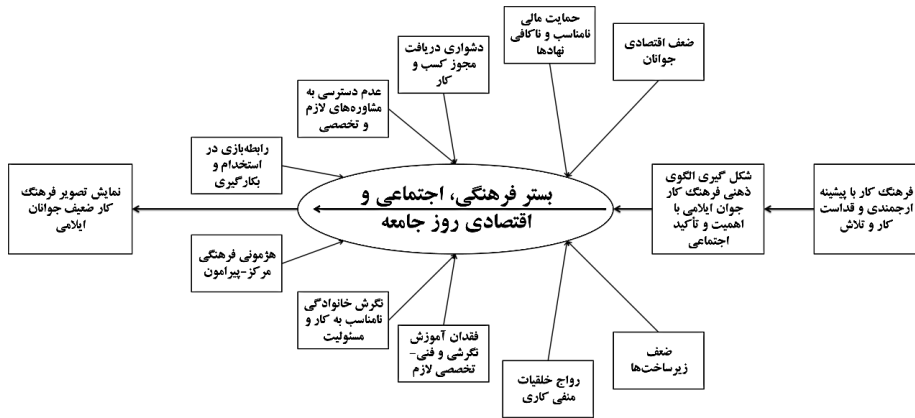 ضعف اقتصادی
جوانان
حمایت مالی
نامناسب و ناکافی
نهادها
دشواری دریافت
مجوز کسب و
کار
عدم دسترسی به
مشاوره‌های لازم
و تخصصی
رابطه‌بازی در
استخدام و
بکارگیری
فرهنگ کار با پیشینه
ارجمندی و قداست
کار و تلاش
شکل گیری الگوی
ذهنی فرهنگ کار
جوان ایلامی با
اهمیت و تأکید
اجتماعی
بستر فرهنگی، اجتماعی و
اقتصادی روز جامعه
نمایش تصویر فرهنگ
کار ضعیف جوانان
ایلامی
هژمونی فرهنگی
مرکز-پیرامون
نگرش خانوادگی
نامناسب به کار و
مسئولیت
فقدان آموزش
نگرشی و فنی-
تخصصی لازم
رواج خلقیات
منفی کاری
ضعف
زیرساخت‌ها